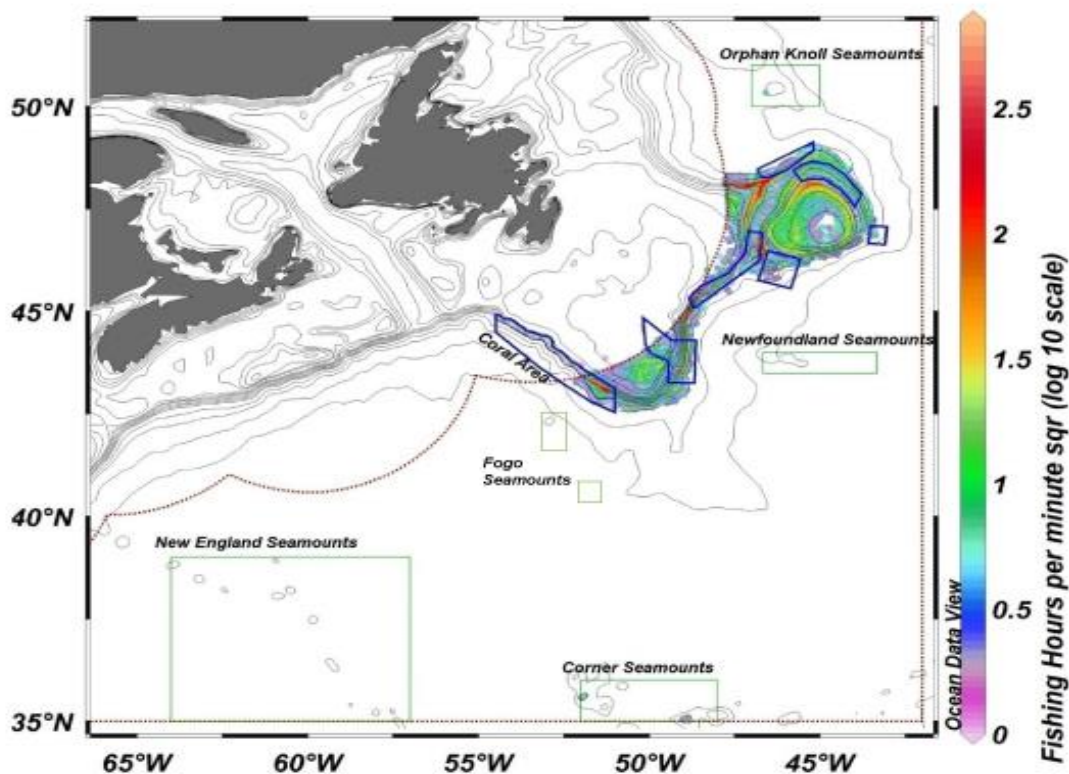 Orphan Knoll Seamounts
50°N
45°N
40°N
35°N
Newfoundland Seamounts
Coral Area
Fogo
Seamounts
New England Seamounts
Corner Seamounts
65°W
60°W
55°W
50°W
45°W
Ocean Data View
2.5
2
1.5
1
0.5
0
Fishing Hours per minute sqr (log 10 scale)